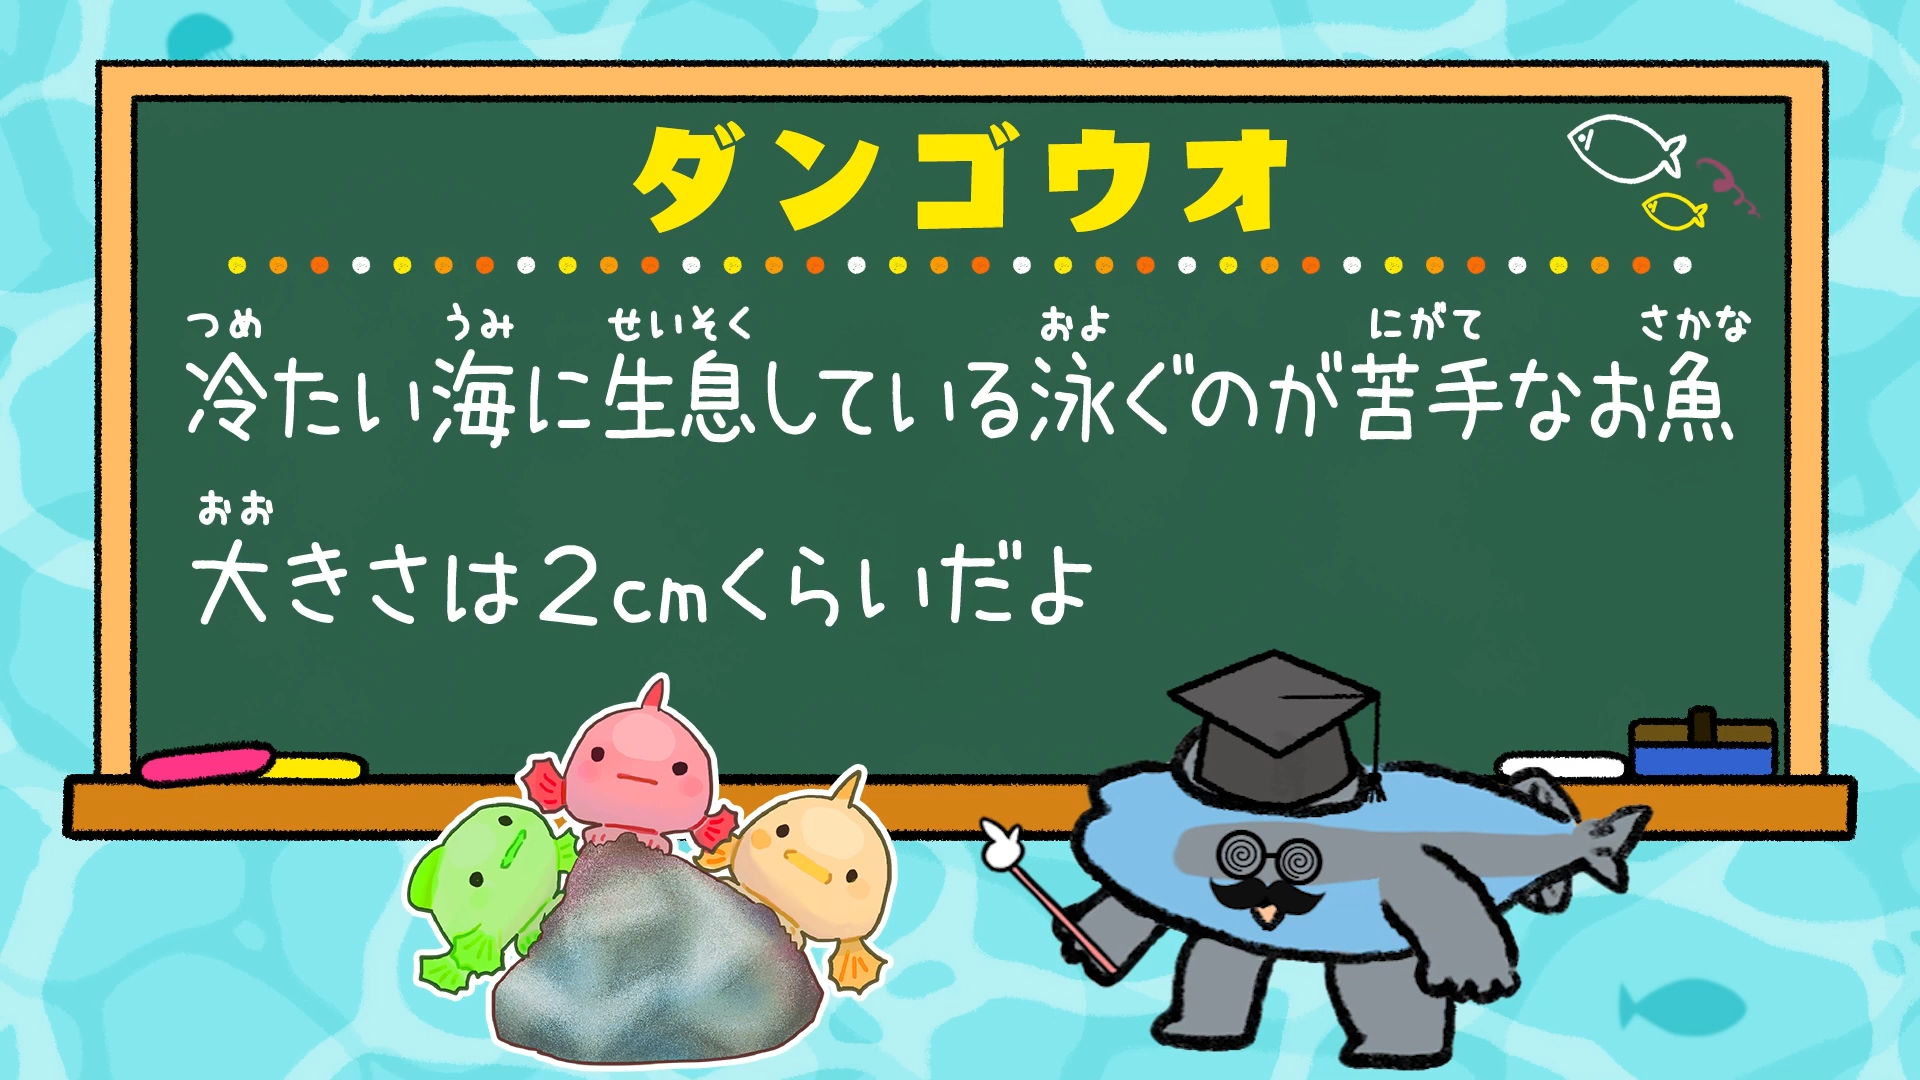 ダンゴウオ
つめ うみ せいそく およ にがて さかな
冷たい海に生息している泳ぐのが苦手なお魚
おお
大きさは2cmくらいだよ